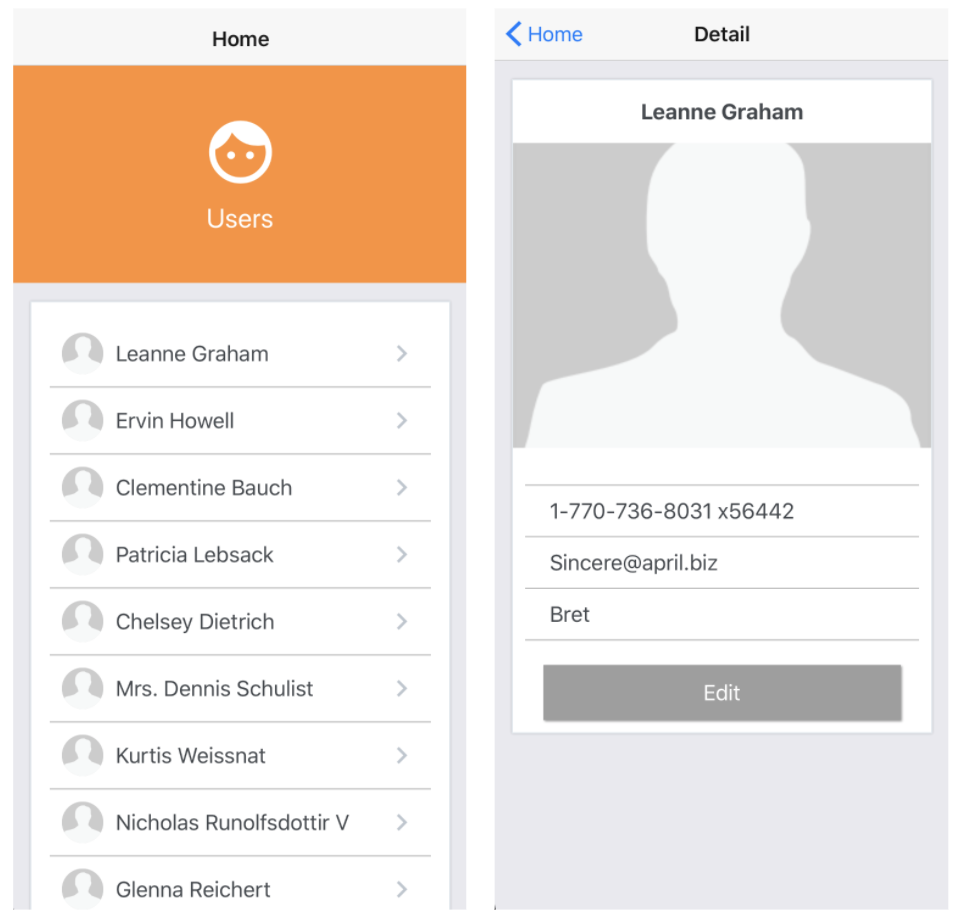 Home
Users
Leanne Graham
Ervin Howell
Clementine Bauch
Patricia Lebsack
Chelsey Dietrich
Mrs. Dennis Schulist
Kurtis Weissnat
Nicholas Runolfsdottir V
Glenna Reichert
Home
Detail
Leanne Graham
1-770-736-8031 x56442
Sincere@april.biz
Bret
Edit